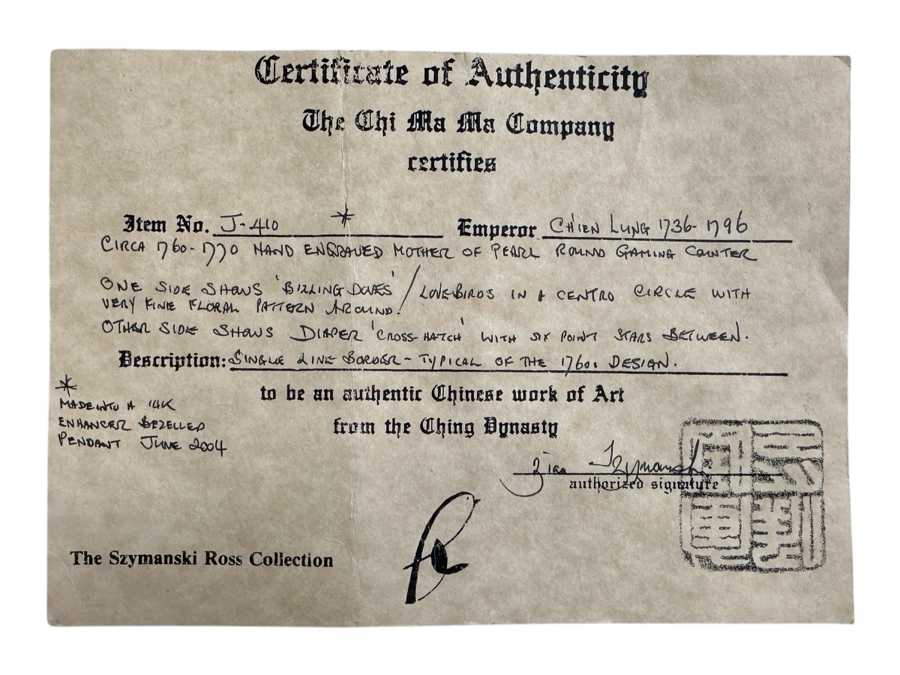 Certificate of Authenticity
The Chi Ma Ma Company
certifies
Item No. J-410 * Emperor CH'IEN LUNG 1736-1796
CIRCA 1760-1770 HAND ENGRAVED MOTHER OF PEARL ROUND GAMING COUNTER
ONE SIDE SHOWS 'BILLING DOVES' / LOVE-BIRDS IN A CENTRO CIRCLE WITH
VERY FINE FLORAL PATTERN AROUND.
OTHER SIDE SHOWS DIAPER 'CROSS-HATCH' WITH SIX POINT STARS BETWEEN.
Description: SINGLE LINE BORDER - TYPICAL OF THE 1760s DESIGN.
to be an authentic Chinese work of Art
from the Ching Dynasty
*
MADE INTO A 14K
ENHANCER BEZELLED
PENDANT JUNE 2004
Szymanski
authorized signature
The Szymanski Ross Collection